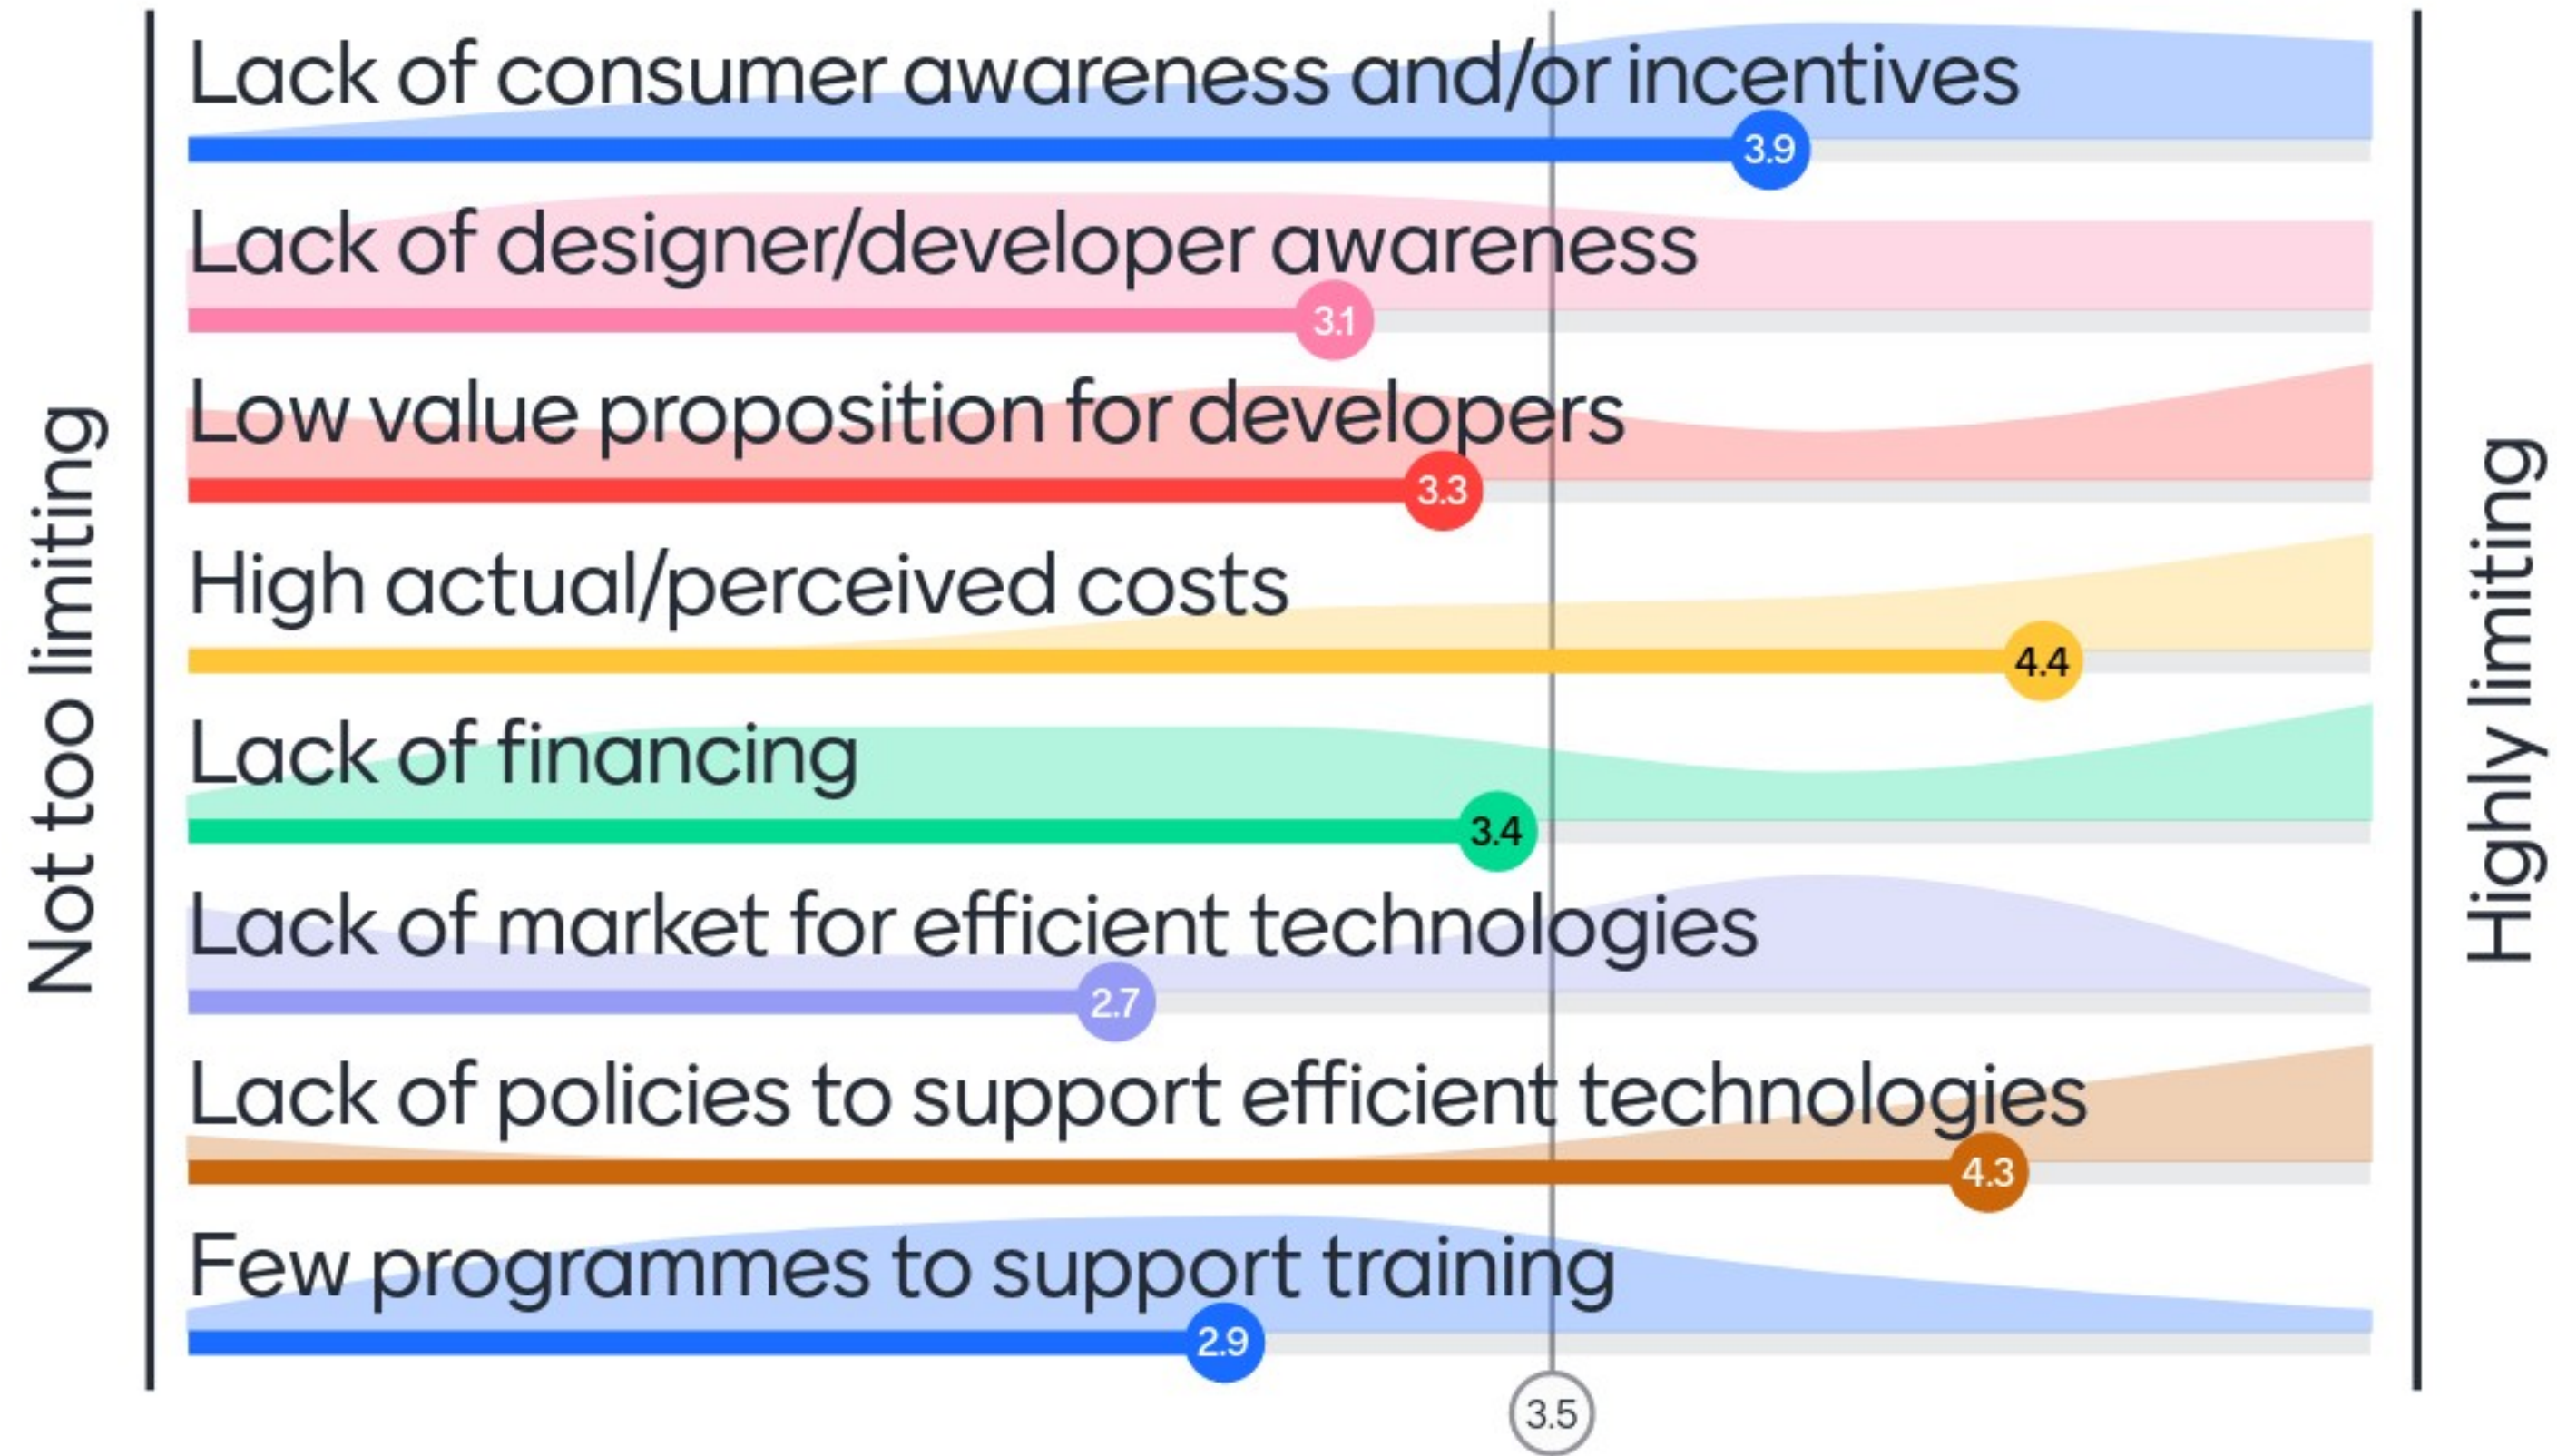 Not too limiting
Lack of consumer awareness and/or incentives
3.9
Lack of designer/developer awareness
3.1
Low value proposition for developers
3.3
High actual/perceived costs
4.4
Lack of financing
3.4
Lack of market for efficient technologies
2.7
Lack of policies to support efficient technologies
4.3
Few programmes to support training
2.9
3.5
Highly limiting